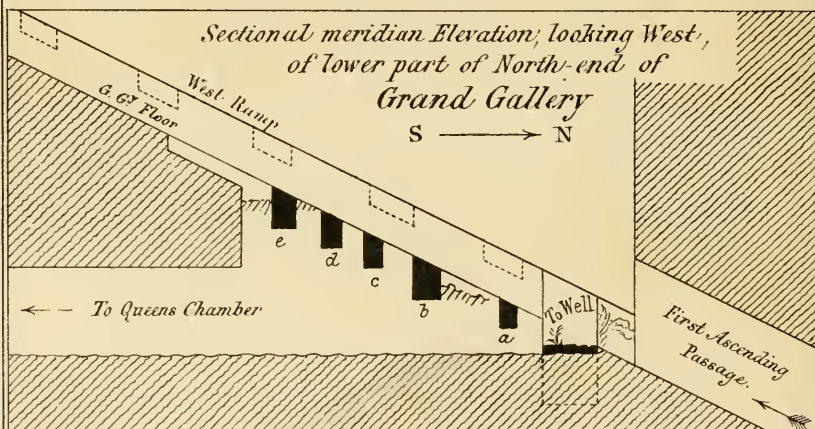 Sectional meridian Elevation, looking West,
of lower part of North-end of
Grand Gallery
S N
G. Gy Floor
West Ramp
e
d
c
b
a
To Well
To Queens Chamber
First Ascending
Passage.